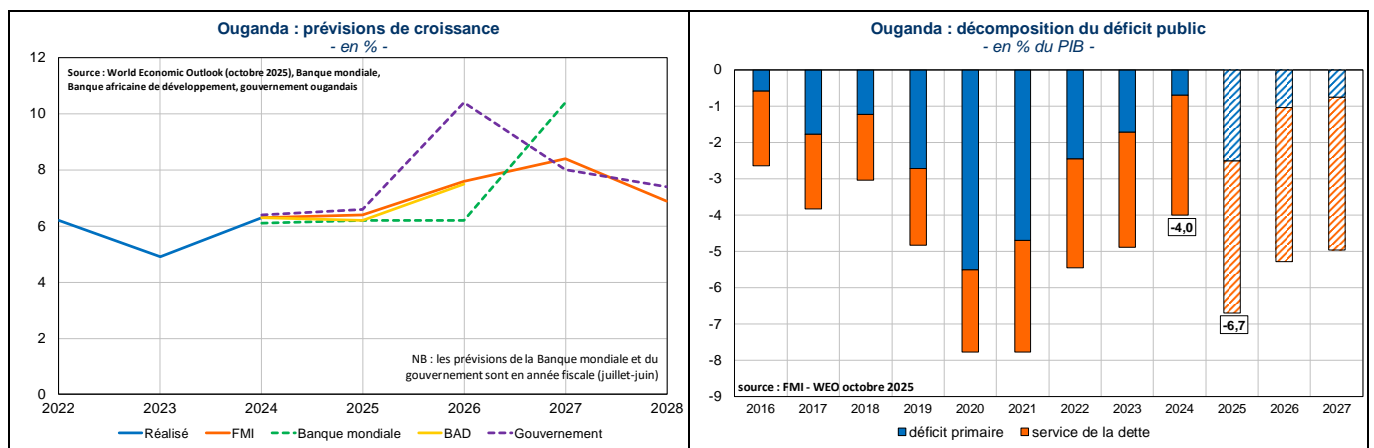 Ouganda : prévisions de croissance
- en % -
12
10
8
6
4
2
0
Source : World Economic Outlook (octobre 2025), Banque mondiale,
Banque africaine de développement, gouvernement ougandais
NB : les prévisions de la Banque mondiale et du
gouvernement sont en année fiscale (juillet-juin)
2022 2023 2024 2025 2026 2027 2028
Réalisé FMI Banque mondiale BAD Gouvernement
Ouganda : décomposition du déficit public
- en % du PIB -
0
-1
-2
-3
-4
-5
-6
-7
-8
-9
-4,0
-6,7
source : FMI - WEO octobre 2025
2016 2017 2018 2019 2020 2021 2022 2023 2024 2025 2026 2027
déficit primaire service de la dette